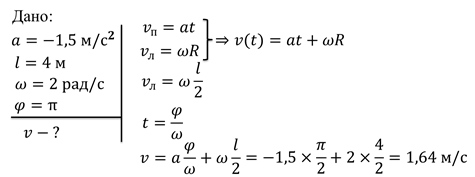 Дано:
a = −1,5 м/с²
l = 4 м
ω = 2 рад/с
φ = π
v − ?
vп = at
vл = ωR
⇒ v(t) = at + ωR
vл = ω l/2
t = φ/ω
v = a φ/ω + ω l/2 = −1,5 × π/2 + 2 × 4/2 = 1,64 м/с